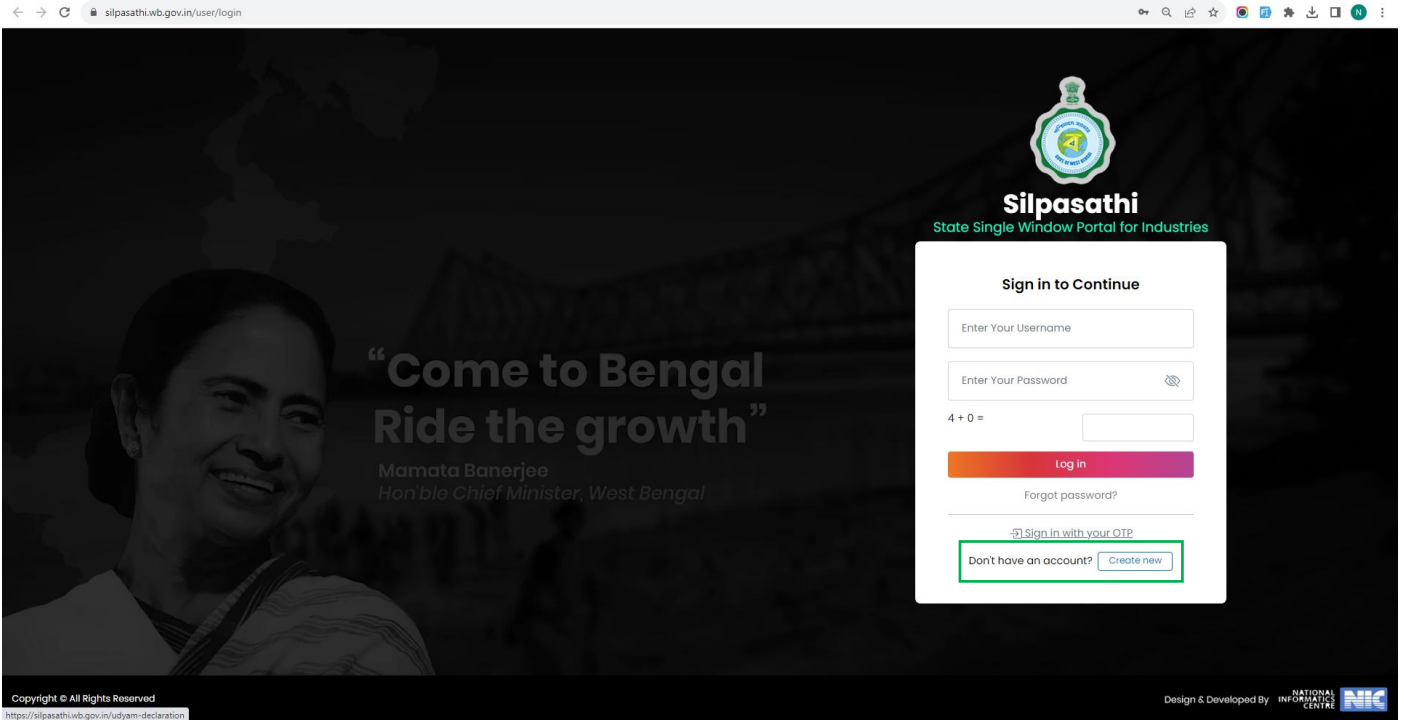 silpasathi.wb.gov.in/user/login
N
Silpasathi
State Single Window Portal for Industries
Sign in to Continue
Enter Your Username
Enter Your Password
4 + 0 =
Log in
Forgot password?
Sign in with your OTP
Don't have an account? Create new
“Come to Bengal
Ride the growth”
Mamata Banerjee
Hon'ble Chief Minister, West Bengal
Copyright © All Rights Reserved
Design & Developed By NATIONAL INFORMATICS CENTRE NIC
https://silpasathi.wb.gov.in/udyam-declaration